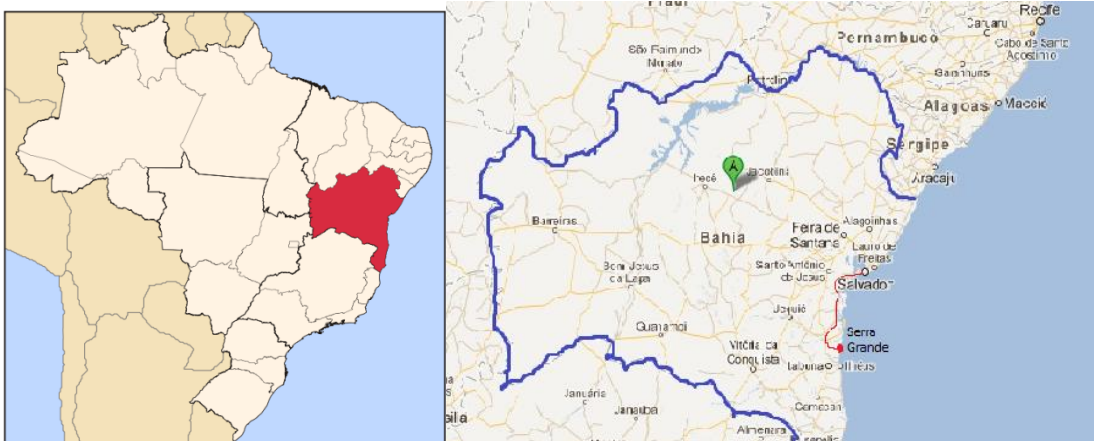 Recife
Caruaru
Pernambuco
Cabo de Santo
Agostinho
São Raimundo
Nonato
Petrolin
Garanhuns
Alagoas
Maceió
Sergipe
A
Irecê
Jacobina
Aracaju
Barreiras
Bahia
Feira de
Santana
Alagoinhas
Lauro de
Freitas
Bom Jesus
da Lapa
Santo Antônio
de Jesus
Salvador
Jequié
Guanambi
Serra
Grande
Vitória da
Conquista
Itabuna
Ilhéus
Januária
Janaúba
Camacan
Almenara